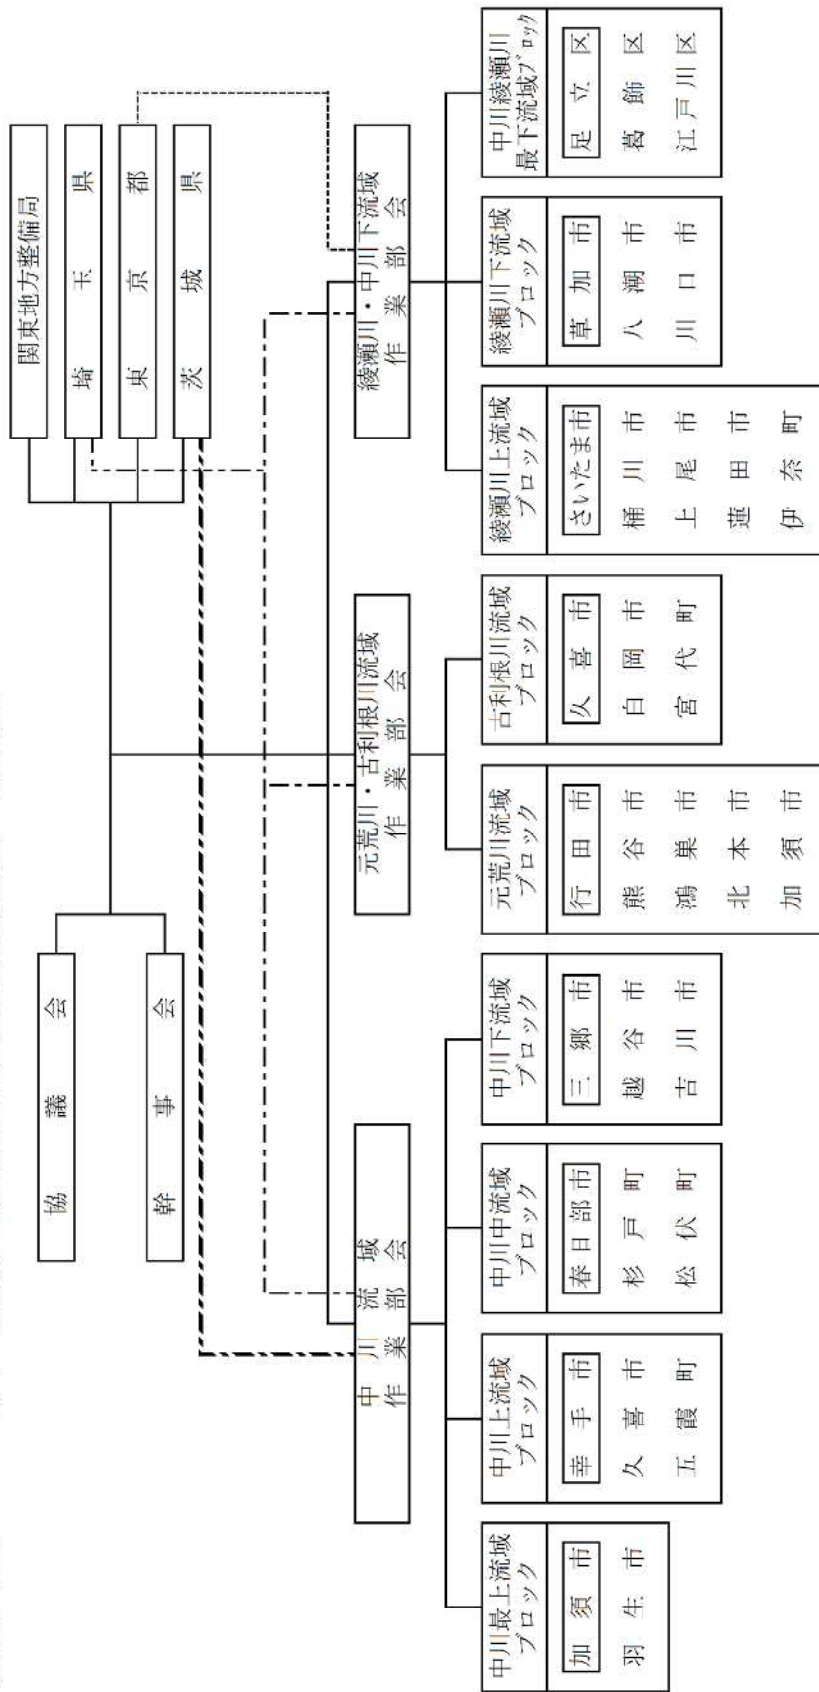 協議会
幹事会
関東地方整備局
埼玉県
東京都
茨城県
中川流域
作業部会
元荒川・古利根川流域
作業部会
綾瀬川・中川下流域
作業部会
中川最上流域
ブロック
加須市
羽生市
中川上流域
ブロック
幸手市
久喜市
五霞町
中川中流域
ブロック
春日部市
杉戸町
松伏町
中川下流域
ブロック
三郷市
越谷市
吉川市
元荒川流域
ブロック
行田市
熊谷市
鴻巣市
北本市
加須市
古利根川流域
ブロック
久喜市
白岡市
宮代町
綾瀬川上流域
ブロック
さいたま市
桶川市
上尾市
蓮田市
伊奈町
綾瀬川下流域
ブロック
草加市
八潮市
川口市
中川綾瀬川
最下流域ブロック
足立区
葛飾区
江戸川区